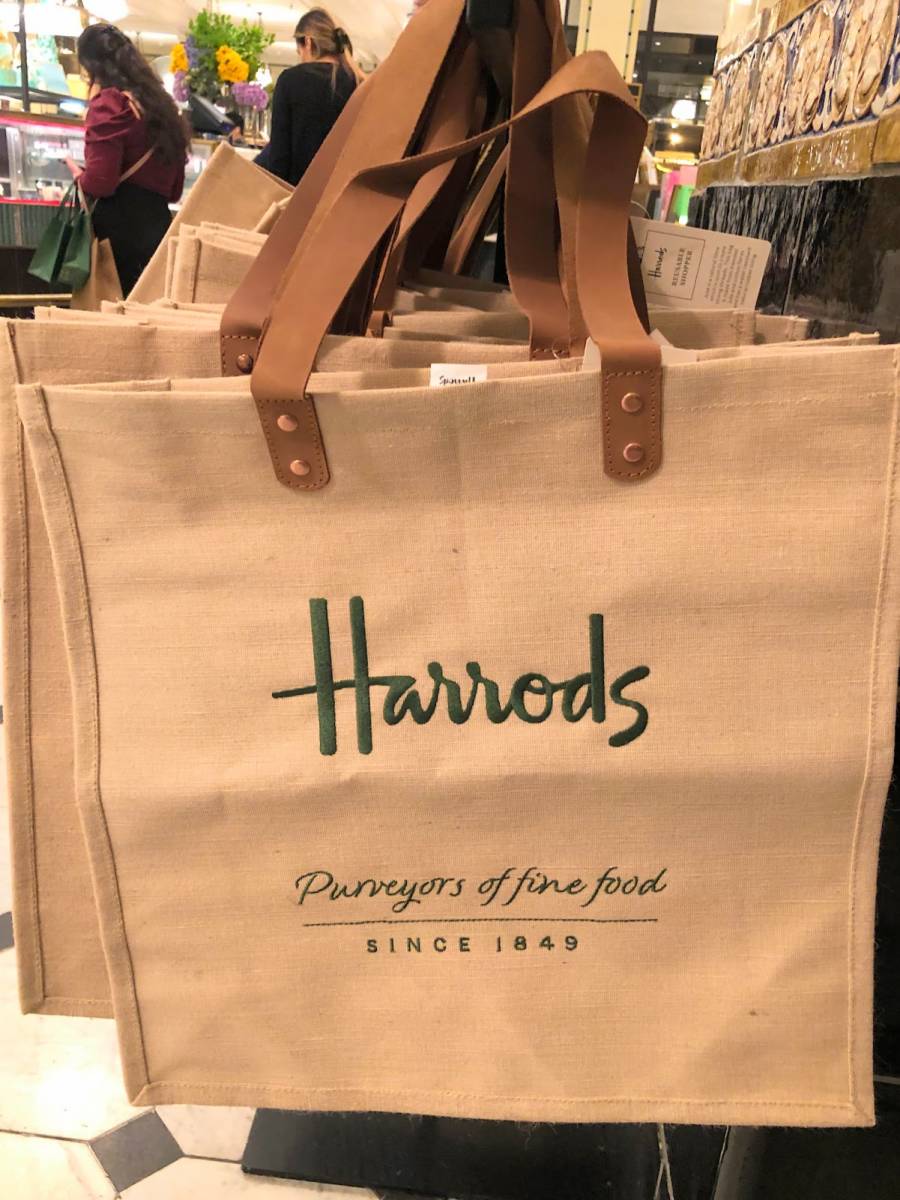 Harrods
REUSABLE
SHOPPER
Harrods
Purveyors of fine food
SINCE 1849